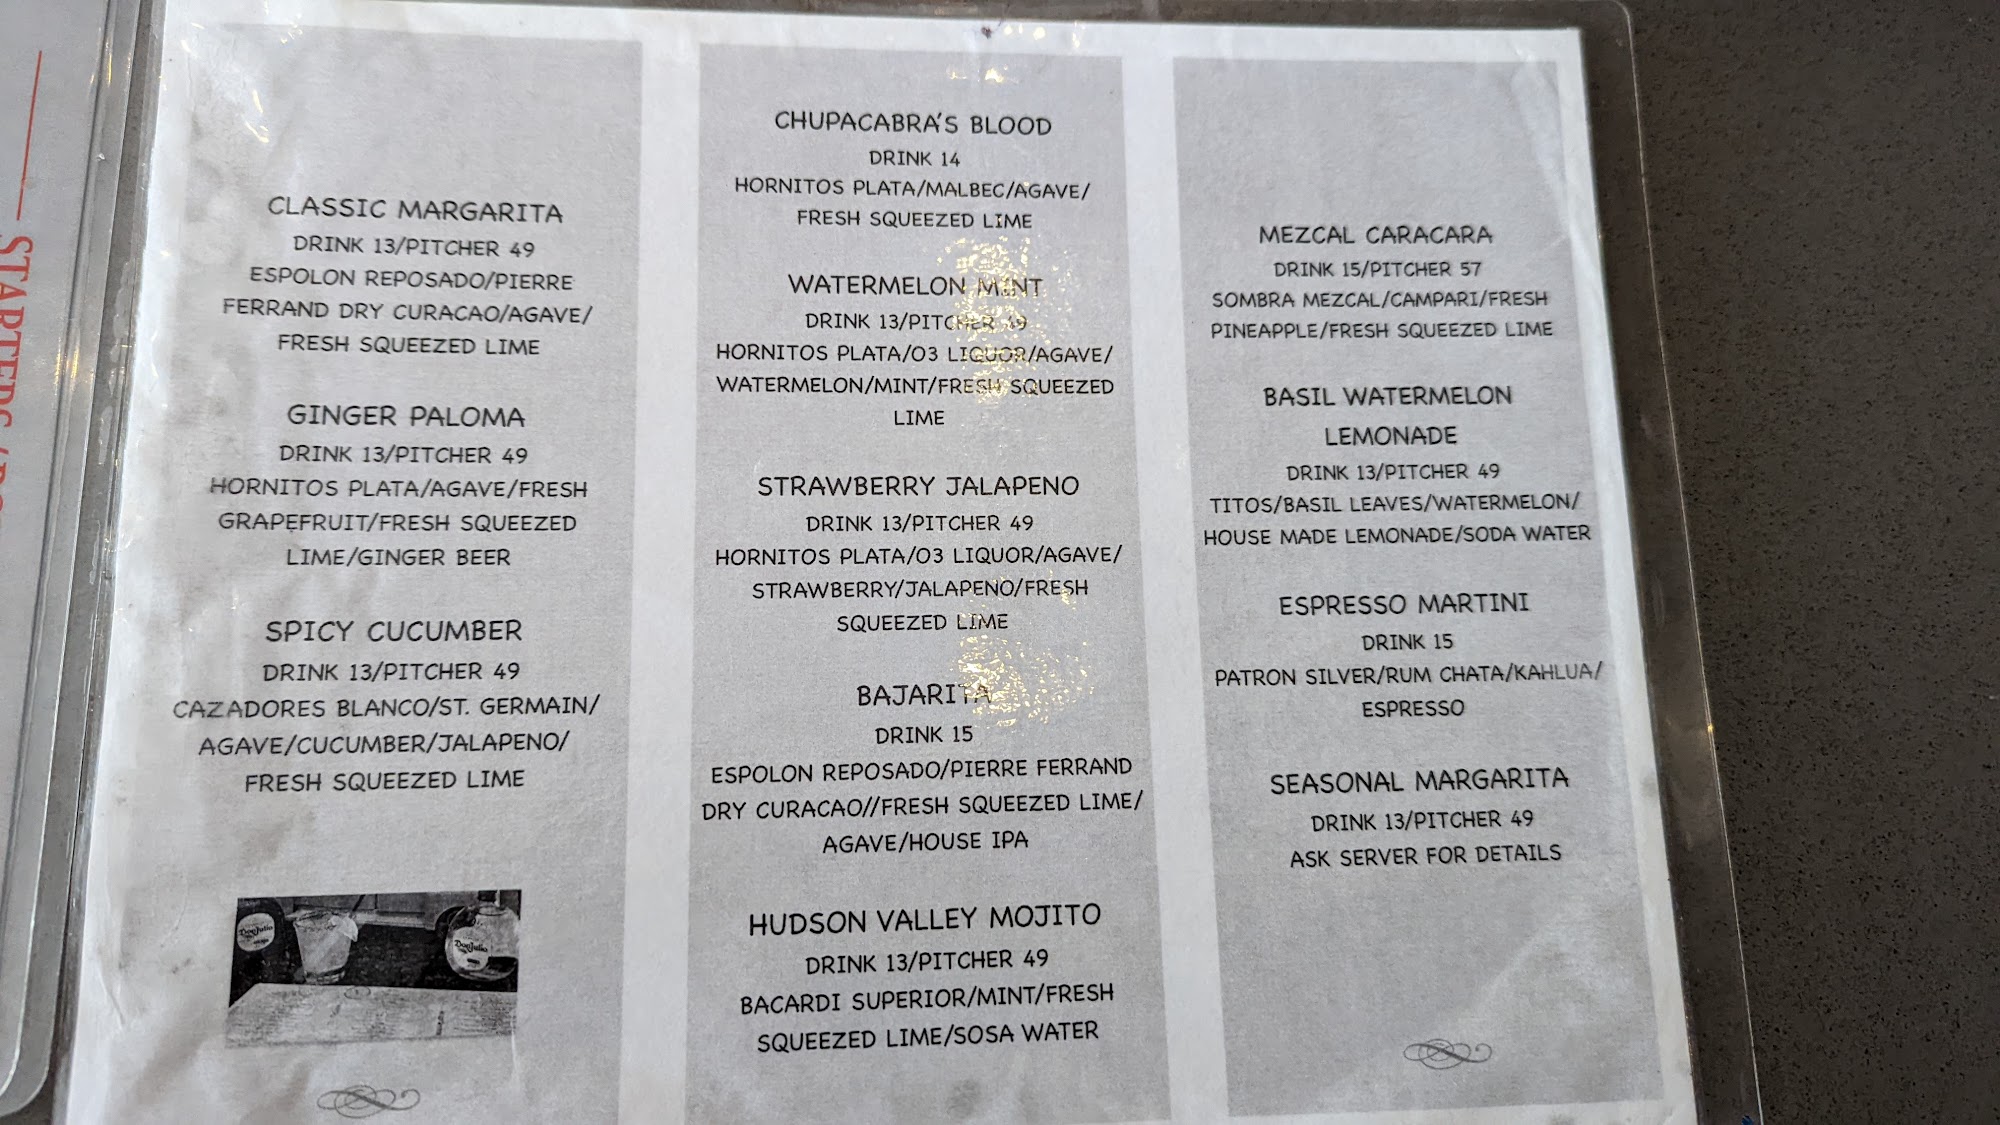 STARTERS
CLASSIC MARGARITA
DRINK 13/PITCHER 49
ESPOLON REPOSADO/PIERRE
FERRAND DRY CURACAO/AGAVE/
FRESH SQUEEZED LIME
GINGER PALOMA
DRINK 13/PITCHER 49
HORNITOS PLATA/AGAVE/FRESH
GRAPEFRUIT/FRESH SQUEEZED
LIME/GINGER BEER
SPICY CUCUMBER
DRINK 13/PITCHER 49
CAZADORES BLANCO/ST. GERMAIN/
AGAVE/CUCUMBER/JALAPENO/
FRESH SQUEEZED LIME
Don Julio
Don Julio
CHUPACABRA'S BLOOD
DRINK 14
HORNITOS PLATA/MALBEC/AGAVE/
FRESH SQUEEZED LIME
WATERMELON MINT
DRINK 13/PITCHER 49
HORNITOS PLATA/O3 LIQUOR/AGAVE/
WATERMELON/MINT/FRESH SQUEEZED
LIME
STRAWBERRY JALAPENO
DRINK 13/PITCHER 49
HORNITOS PLATA/O3 LIQUOR/AGAVE/
STRAWBERRY/JALAPENO/FRESH
SQUEEZED LIME
BAJARITA
DRINK 15
ESPOLON REPOSADO/PIERRE FERRAND
DRY CURACAO//FRESH SQUEEZED LIME/
AGAVE/HOUSE IPA
HUDSON VALLEY MOJITO
DRINK 13/PITCHER 49
BACARDI SUPERIOR/MINT/FRESH
SQUEEZED LIME/SOSA WATER
MEZCAL CARACARA
DRINK 15/PITCHER 57
SOMBRA MEZCAL/CAMPARI/FRESH
PINEAPPLE/FRESH SQUEEZED LIME
BASIL WATERMELON
LEMONADE
DRINK 13/PITCHER 49
TITOS/BASIL LEAVES/WATERMELON/
HOUSE MADE LEMONADE/SODA WATER
ESPRESSO MARTINI
DRINK 15
PATRON SILVER/RUM CHATA/KAHLUA/
ESPRESSO
SEASONAL MARGARITA
DRINK 13/PITCHER 49
ASK SERVER FOR DETAILS